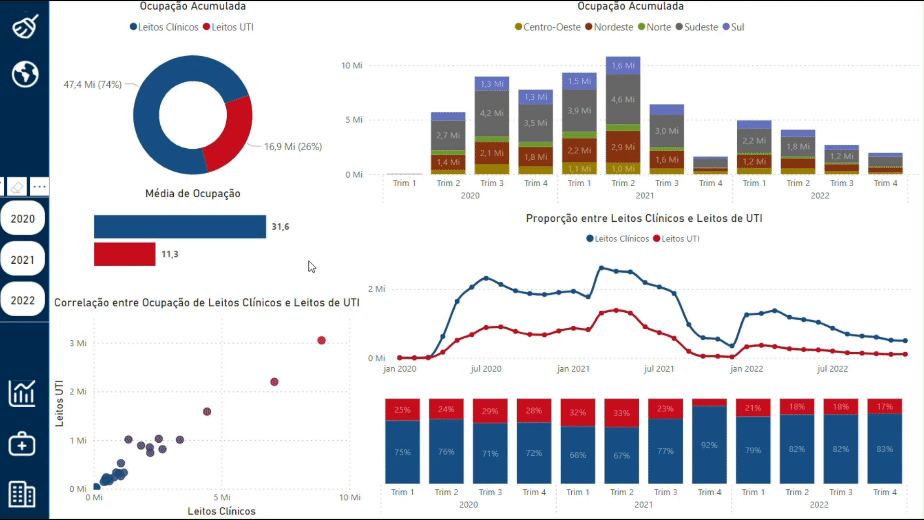 Ocupação Acumulada
Leitos Clínicos Leitos UTI
47,4 Mi (74%)
16,9 Mi (26%)
Média de Ocupação
2020
2021
2022
31,6
11,3
Correlação entre Ocupação de Leitos Clínicos e Leitos de UTI
Leitos UTI
3 Mi
2 Mi
1 Mi
0 Mi
0 Mi 5 Mi 10 Mi
Leitos Clínicos
Ocupação Acumulada
Centro-Oeste Nordeste Norte Sudeste Sul
10 Mi
5 Mi
0 Mi
2,7 Mi
1,4 Mi
1,3 Mi
4,2 Mi
2,1 Mi
1,3 Mi
3,5 Mi
1,8 Mi
1,5 Mi
3,9 Mi
2,2 Mi
1,1 Mi
1,6 Mi
4,6 Mi
2,9 Mi
1,0 Mi
3,0 Mi
1,6 Mi
2,2 Mi
1,2 Mi
1,8 Mi
1,2 Mi
Trim 1 Trim 2 Trim 3 Trim 4 Trim 1 Trim 2 Trim 3 Trim 4 Trim 1 Trim 2 Trim 3 Trim 4
2020 2021 2022
Proporção entre Leitos Clínicos e Leitos de UTI
Leitos Clínicos Leitos UTI
2 Mi
0 Mi
jan 2020 jul 2020 jan 2021 jul 2021 jan 2022 jul 2022
25% 24% 29% 28% 32% 33% 23% 21% 18% 18% 17%
75% 76% 71% 72% 68% 67% 77% 92% 79% 82% 82% 83%
Trim 1 Trim 2 Trim 3 Trim 4 Trim 1 Trim 2 Trim 3 Trim 4 Trim 1 Trim 2 Trim 3 Trim 4
2020 2021 2022